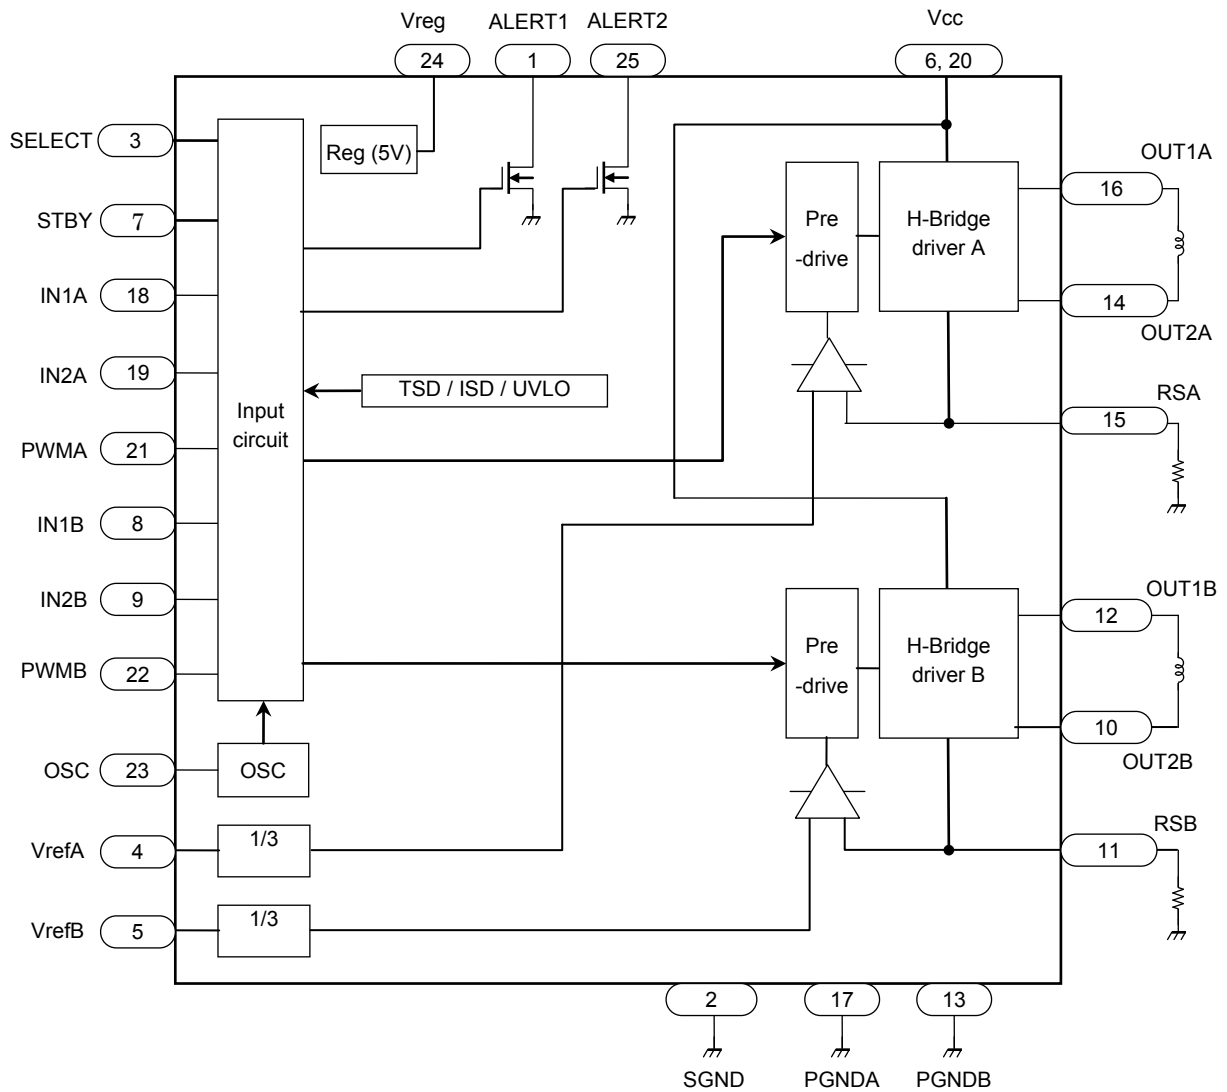 Vreg
ALERT1
ALERT2
Vcc
24
1
25
6, 20
SELECT
3
Reg (5V)
OUT1A
16
STBY
7
Pre
-drive
H-Bridge
driver A
IN1A
18
14
OUT2A
IN2A
19
TSD / ISD / UVLO
RSA
15
Input
circuit
PWMA
21
IN1B
8
IN2B
9
OUT1B
12
PWMB
22
Pre
-drive
H-Bridge
driver B
10
OUT2B
OSC
23
OSC
VrefA
4
1/3
RSB
11
VrefB
5
1/3
2
17
13
SGND
PGNDA
PGNDB